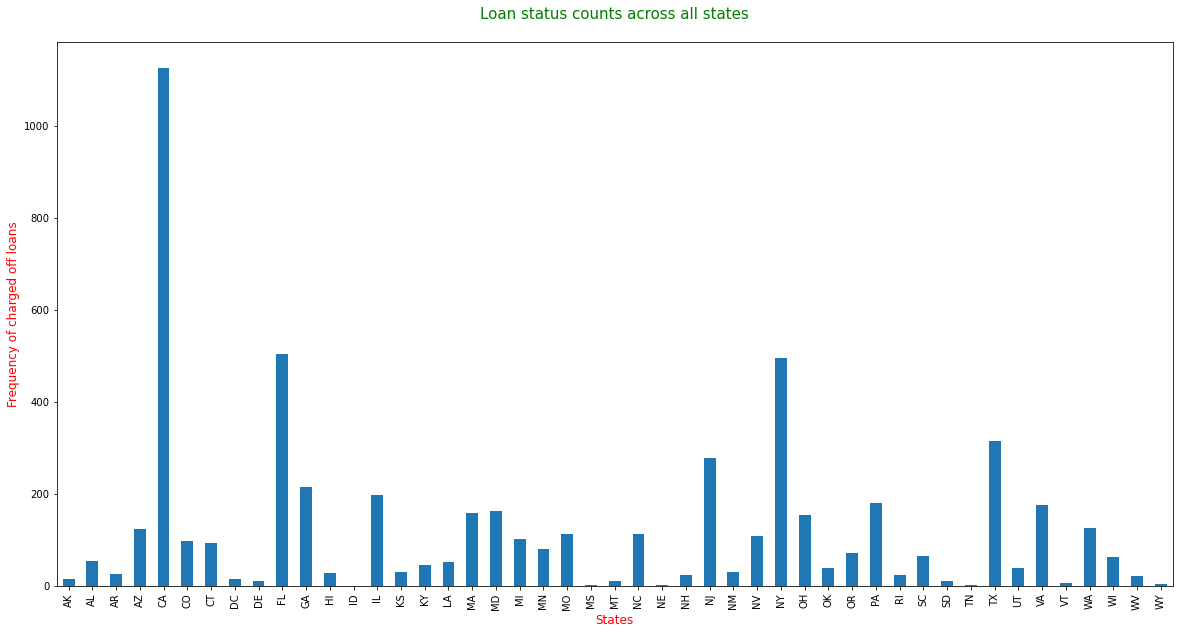 Loan status counts across all states
Frequency of charged off loans
1000
800
600
400
200
0
AK AL AR AZ CA CO CT DC DE FL GA HI ID IL KS KY LA MA MD MI MN MO MS MT NC NE NH NJ NM NV NY OH OK OR PA RI SC SD TN TX UT VA VT WA WI WV WY
States